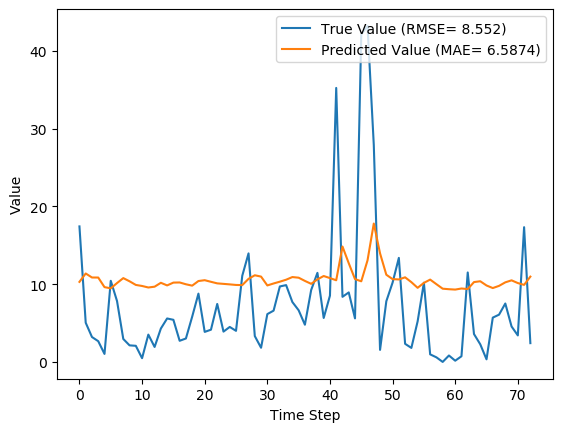 True Value (RMSE= 8.552)
Predicted Value (MAE= 6.5874)
40
30
20
10
0
Value
0 10 20 30 40 50 60 70
Time Step